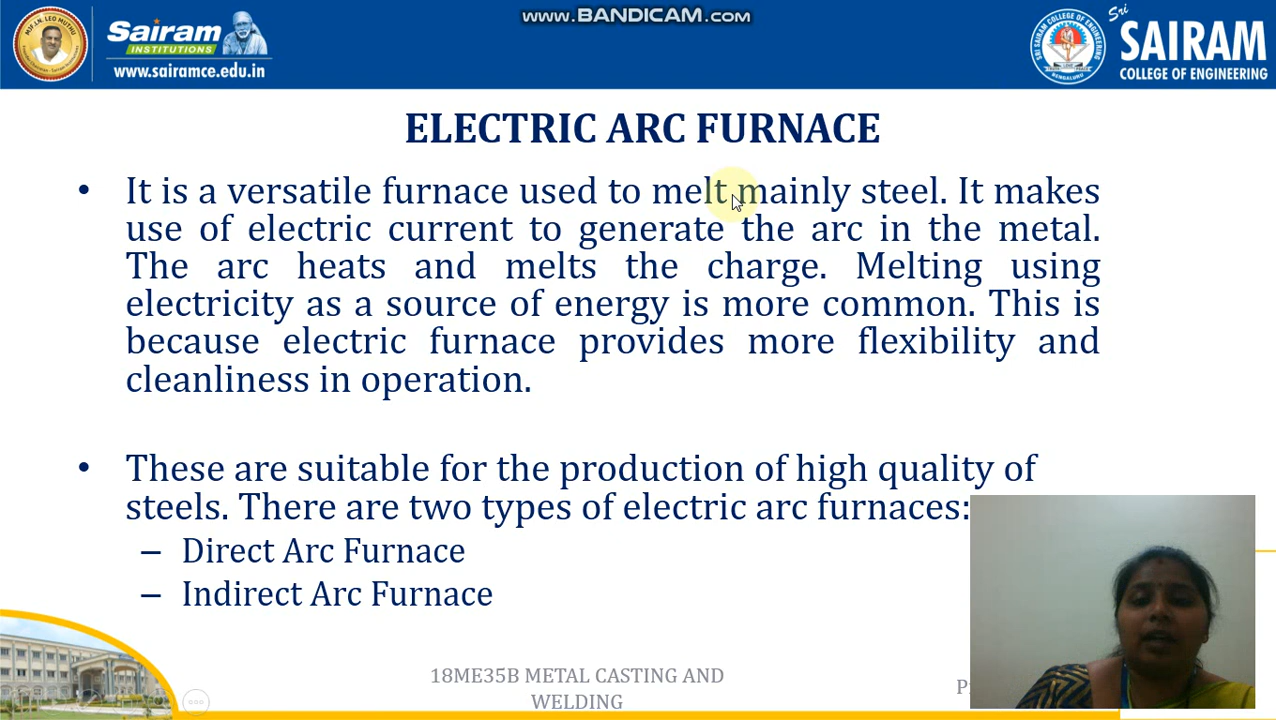 www.BANDICAM.com
Sairam
INSTITUTIONS
www.sairamce.edu.in
Sri
SAIRAM
COLLEGE OF ENGINEERING
ELECTRIC ARC FURNACE
• It is a versatile furnace used to melt mainly steel. It makes
use of electric current to generate the arc in the metal.
The arc heats and melts the charge. Melting using
electricity as a source of energy is more common. This is
because electric furnace provides more flexibility and
cleanliness in operation.
• These are suitable for the production of high quality of
steels. There are two types of electric arc furnaces:
– Direct Arc Furnace
– Indirect Arc Furnace
18ME35B METAL CASTING AND
WELDING